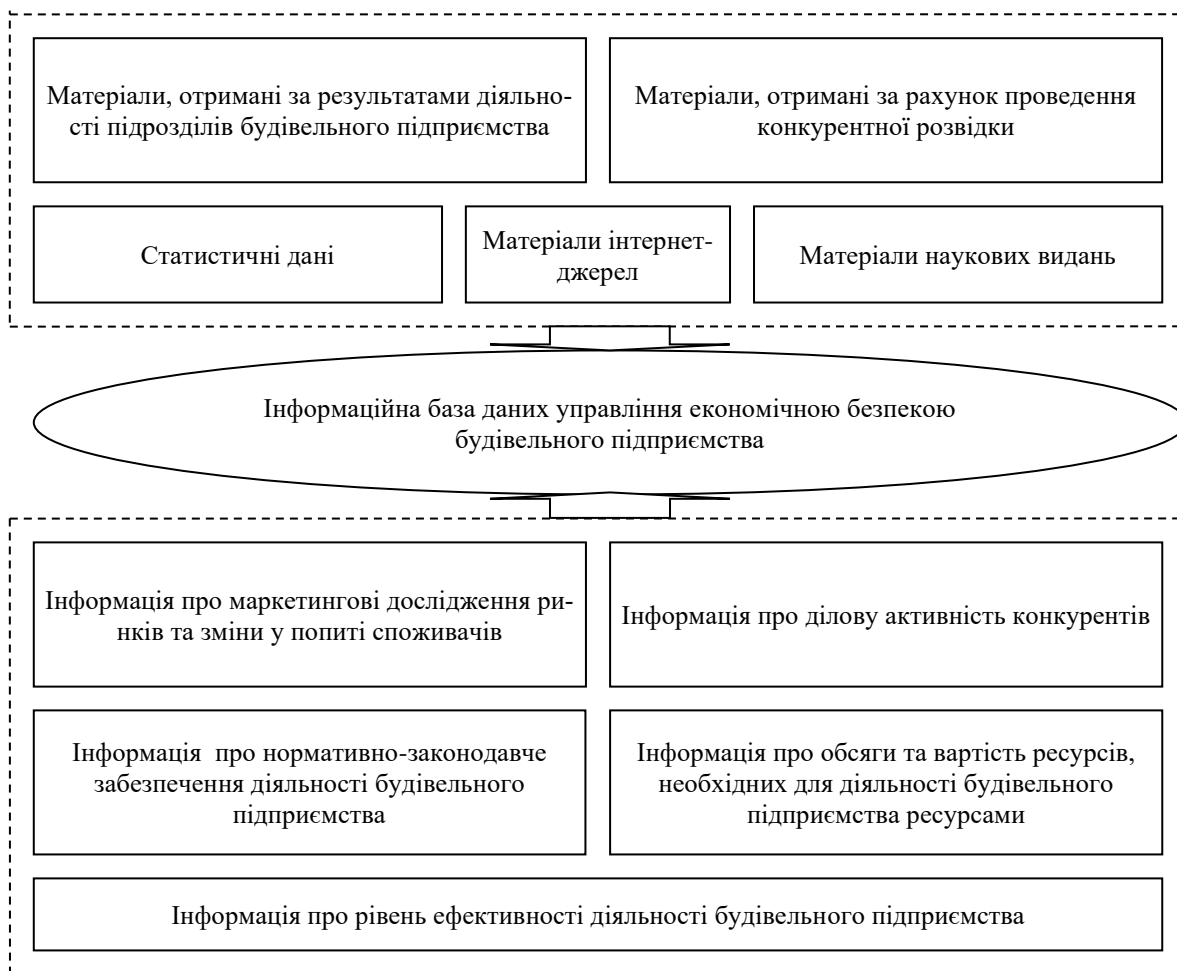 Матеріали, отримані за результатами діяльно-
сті підрозділів будівельного підприємства
Матеріали, отримані за рахунок проведення
конкурентної розвідки
Статистичні дані
Матеріали інтернет-
джерел
Матеріали наукових видань
Інформаційна база даних управління економічною безпекою
будівельного підприємства
Інформація про маркетингові дослідження ри-
нків та зміни у попиті споживачів
Інформація про ділову активність конкурентів
Інформація  про нормативно-законодавче
забезпечення діяльності будівельного
підприємства
Інформація про обсяги та вартість ресурсів,
необхідних для діяльності будівельного
підприємства ресурсами
Інформація про рівень ефективності діяльності будівельного підприємства